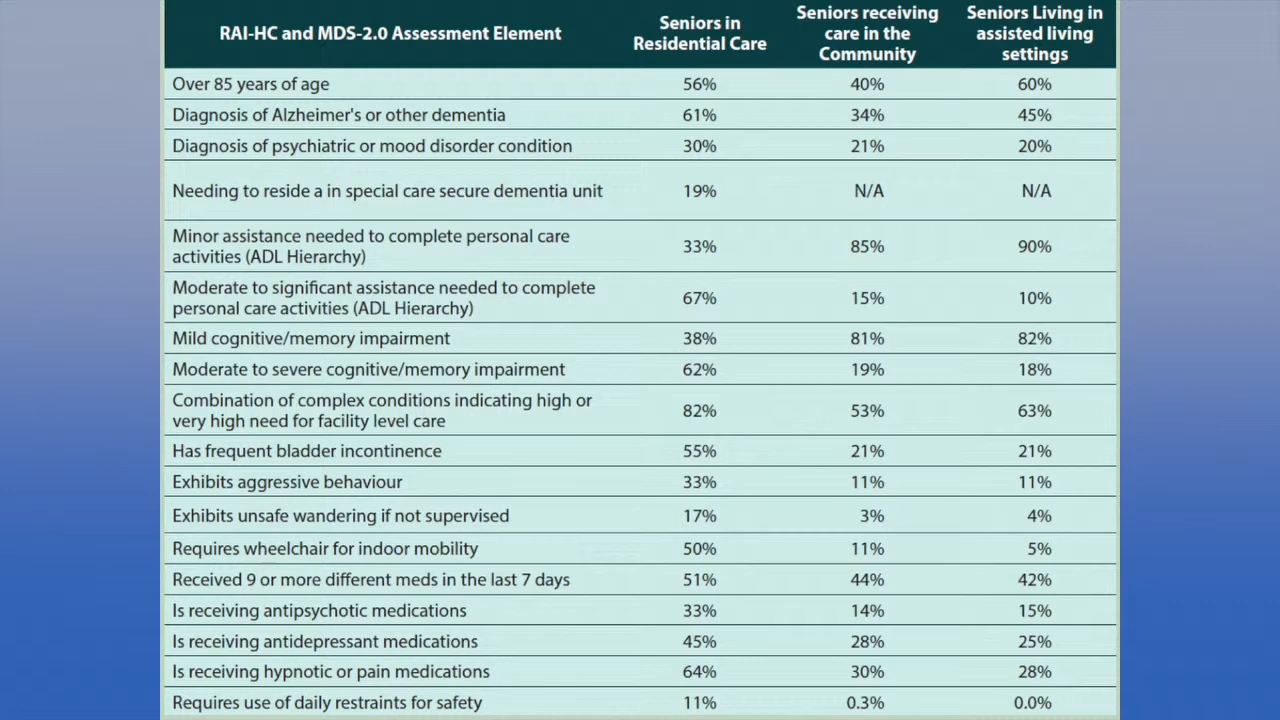 RAI-HC and MDS-2.0 Assessment Element
Seniors in
Residential Care
Seniors receiving
care in the
Community
Seniors Living in
assisted living
settings
Over 85 years of age 56% 40% 60%
Diagnosis of Alzheimer's or other dementia 61% 34% 45%
Diagnosis of psychiatric or mood disorder condition 30% 21% 20%
Needing to reside a in special care secure dementia unit 19% N/A N/A
Minor assistance needed to complete personal care
activities (ADL Hierarchy) 33% 85% 90%
Moderate to significant assistance needed to complete
personal care activities (ADL Hierarchy) 67% 15% 10%
Mild cognitive/memory impairment 38% 81% 82%
Moderate to severe cognitive/memory impairment 62% 19% 18%
Combination of complex conditions indicating high or
very high need for facility level care 82% 53% 63%
Has frequent bladder incontinence 55% 21% 21%
Exhibits aggressive behaviour 33% 11% 11%
Exhibits unsafe wandering if not supervised 17% 3% 4%
Requires wheelchair for indoor mobility 50% 11% 5%
Received 9 or more different meds in the last 7 days 51% 44% 42%
Is receiving antipsychotic medications 33% 14% 15%
Is receiving antidepressant medications 45% 28% 25%
Is receiving hypnotic or pain medications 64% 30% 28%
Requires use of daily restraints for safety 11% 0.3% 0.0%